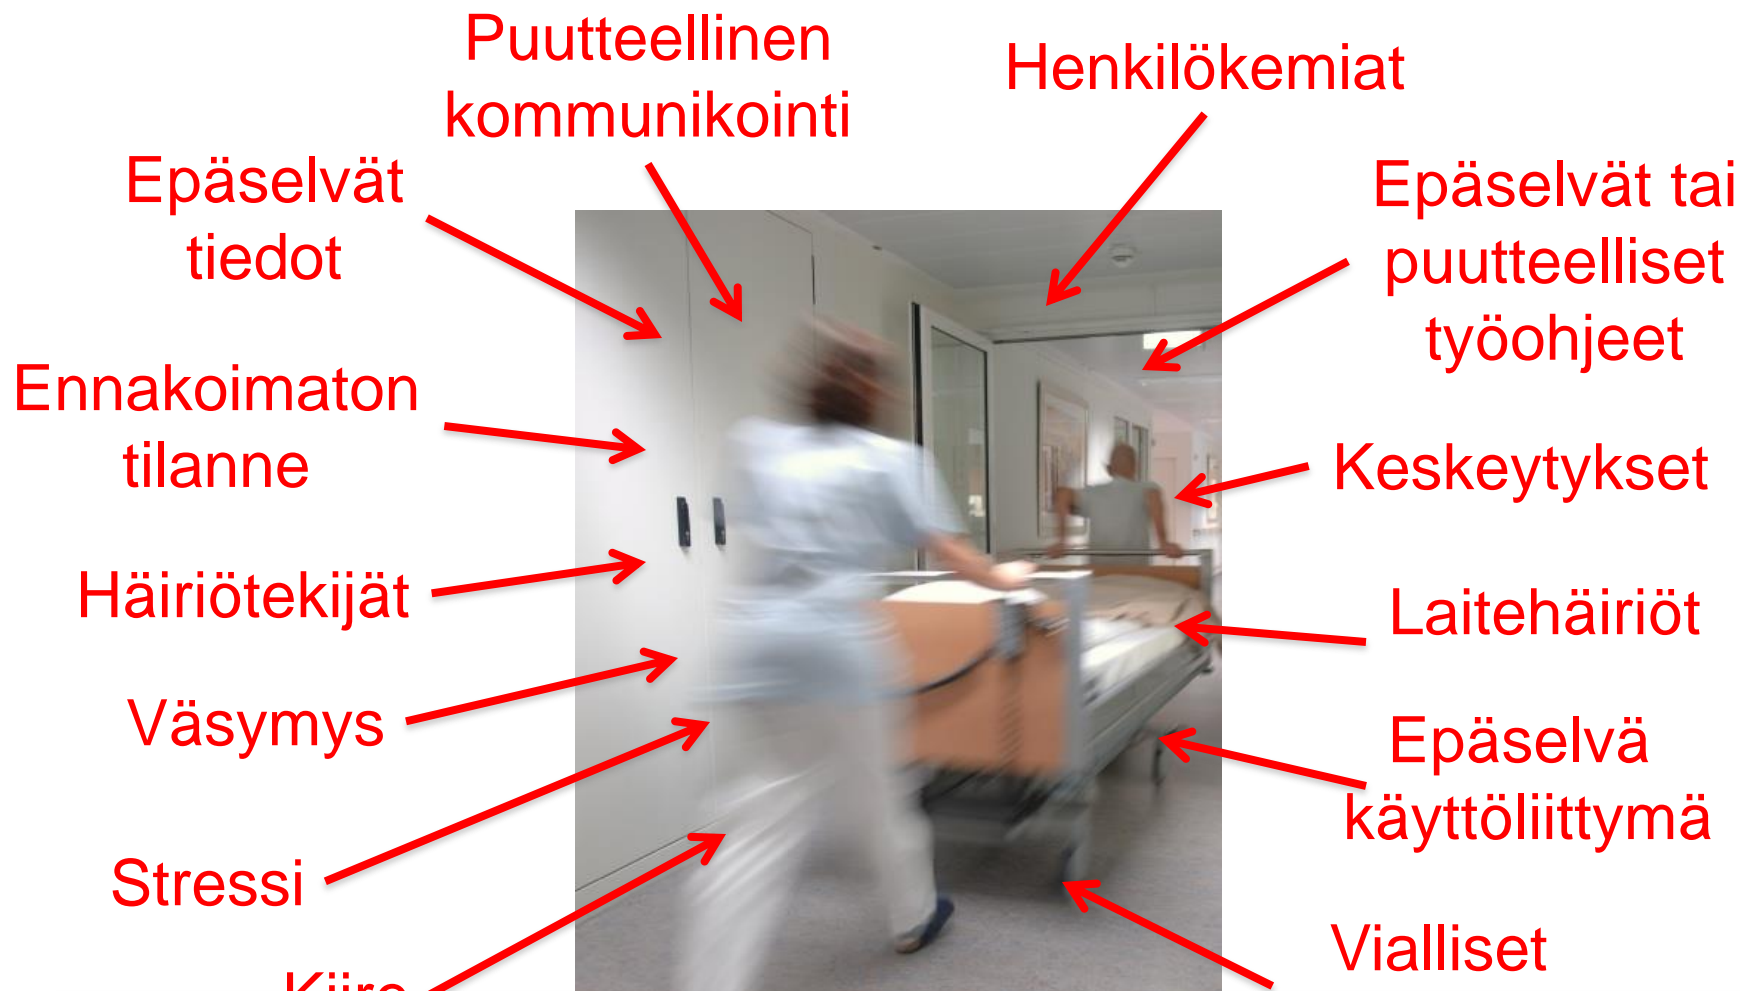 Puutteellinen
kommunikointi
Henkilökemiat
Epäselvät
tiedot
Epäselvät tai
puutteelliset
työohjeet
Ennakoimaton
tilanne
Keskeytykset
Häiriötekijät
Laitehäiriöt
Väsymys
Epäselvä
käyttöliittymä
Stressi
Vialliset
Kiire